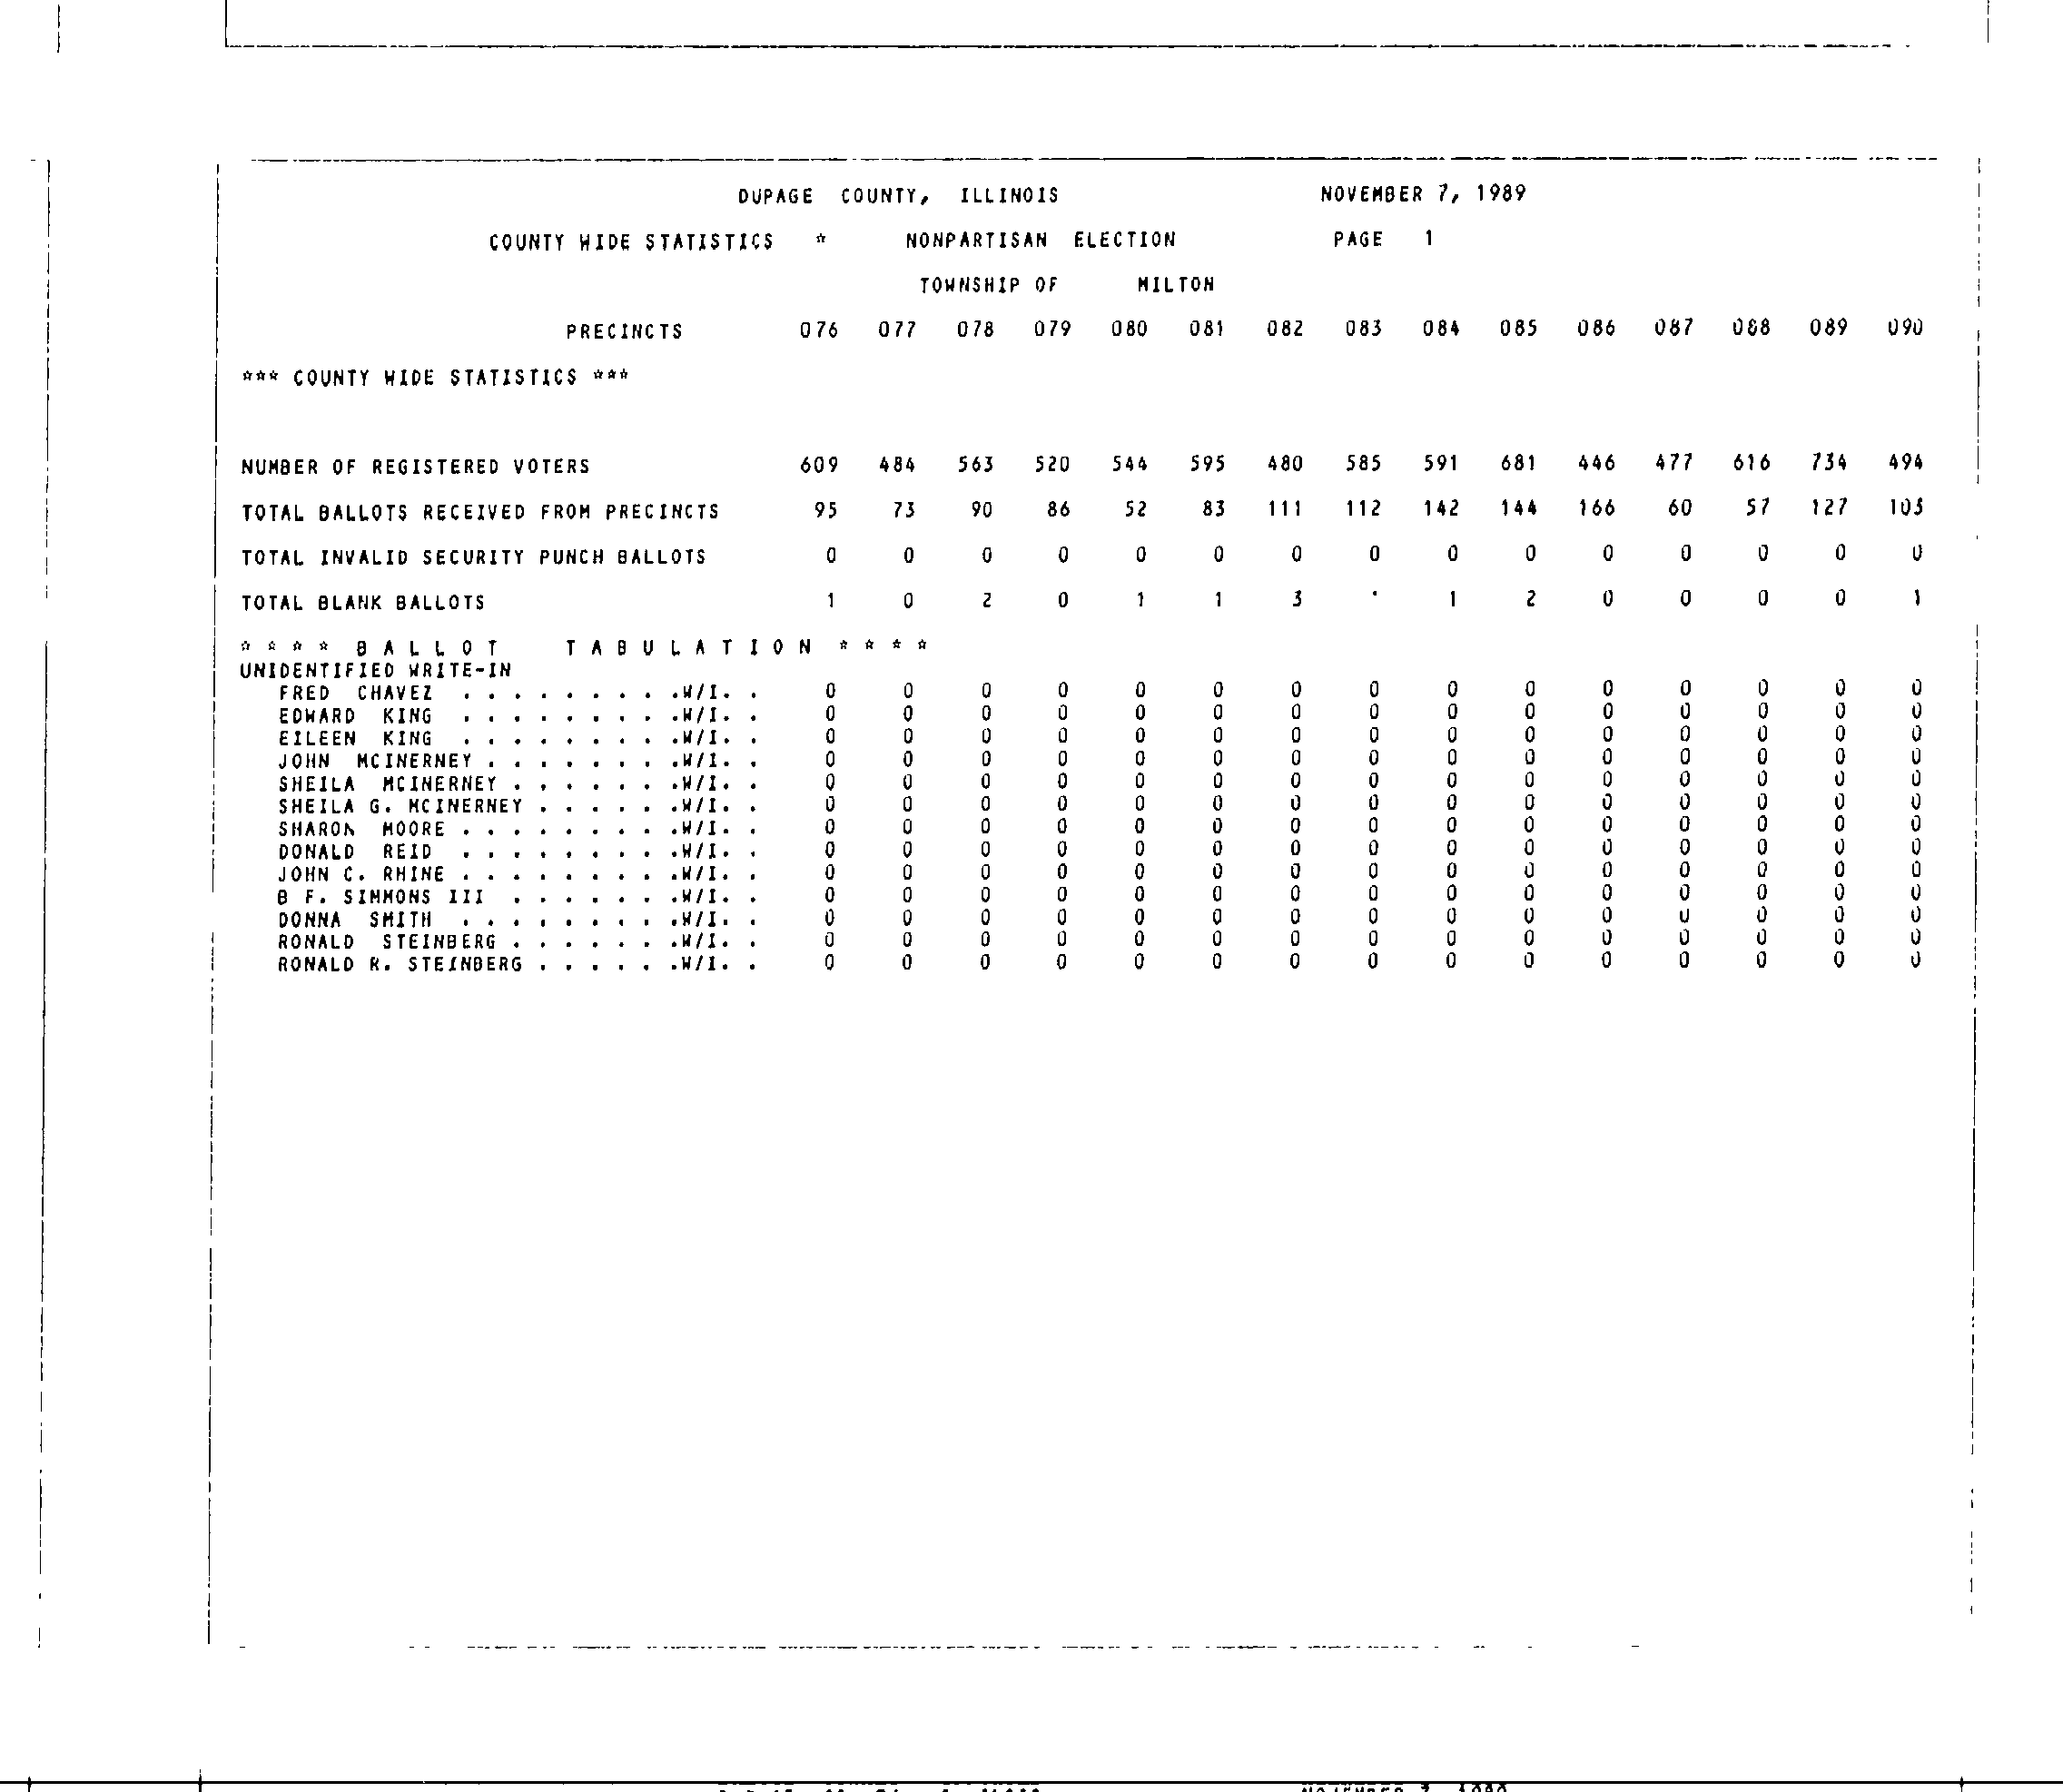 DUPAGE COUNTY, ILLINOIS NOVEMBER 7, 1989
COUNTY WIDE STATISTICS * NONPARTISAN ELECTION PAGE 1
TOWNSHIP OF MILTON
PRECINCTS 076 077 078 079 080 081 082 083 084 085 086 087 088 089 090
*** COUNTY WIDE STATISTICS ***
NUMBER OF REGISTERED VOTERS 609 484 563 520 544 595 480 585 591 681 446 477 616 734 494
TOTAL BALLOTS RECEIVED FROM PRECINCTS 95 73 90 86 52 83 111 112 142 144 166 60 57 127 103
TOTAL INVALID SECURITY PUNCH BALLOTS 0 0 0 0 0 0 0 0 0 0 0 0 0 0 0
TOTAL BLANK BALLOTS 1 0 2 0 1 1 3 1 2 0 0 0 0 1
* * * * B A L L O T T A B U L A T I O N * * * *
UNIDENTIFIED WRITE-IN
FRED CHAVEZ . . . . . . . . .W/I. . 0 0 0 0 0 0 0 0 0 0 0 0 0 0 0
EDWARD KING . . . . . . . . .W/I. . 0 0 0 0 0 0 0 0 0 0 0 0 0 0 0
EILEEN KING . . . . . . . . .W/I. . 0 0 0 0 0 0 0 0 0 0 0 0 0 0 0
JOHN MCINERNEY . . . . . . . .W/I. . 0 0 0 0 0 0 0 0 0 0 0 0 0 0 0
SHEILA MCINERNEY . . . . . . .W/I. . 0 0 0 0 0 0 0 0 0 0 0 0 0 0 0
SHEILA G. MCINERNEY . . . . . .W/I. . 0 0 0 0 0 0 0 0 0 0 0 0 0 0 0
SHARON MOORE . . . . . . . . .W/I. . 0 0 0 0 0 0 0 0 0 0 0 0 0 0 0
DONALD REID . . . . . . . . .W/I. . 0 0 0 0 0 0 0 0 0 0 0 0 0 0 0
JOHN C. RHINE . . . . . . . . .W/I. . 0 0 0 0 0 0 0 0 0 0 0 0 0 0 0
B F. SIMMONS III . . . . . . .W/I. . 0 0 0 0 0 0 0 0 0 0 0 0 0 0 0
DONNA SMITH . . . . . . . . .W/I. . 0 0 0 0 0 0 0 0 0 0 0 0 0 0 0
RONALD STEINBERG . . . . . . .W/I. . 0 0 0 0 0 0 0 0 0 0 0 0 0 0 0
RONALD R. STEINBERG . . . . . .W/I. . 0 0 0 0 0 0 0 0 0 0 0 0 0 0 0